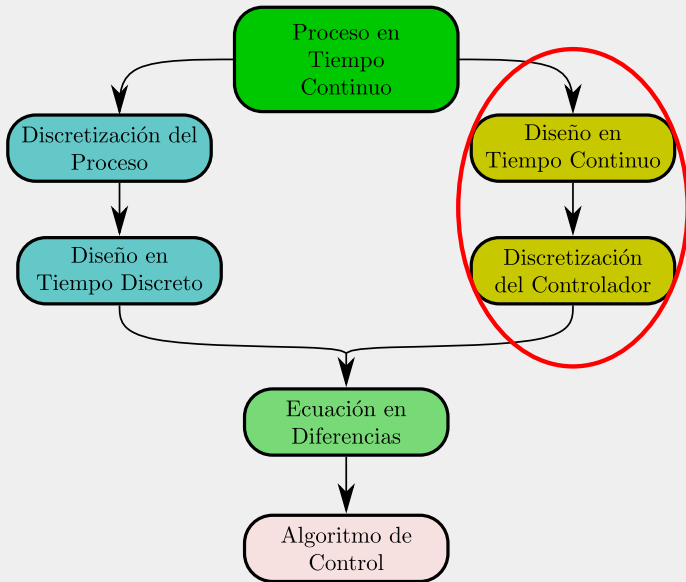 Proceso en
Tiempo
Continuo
Discretización del
Proceso
Diseño en
Tiempo Continuo
Diseño en
Tiempo Discreto
Discretización
del Controlador
Ecuación en
Diferencias
Algoritmo de
Control